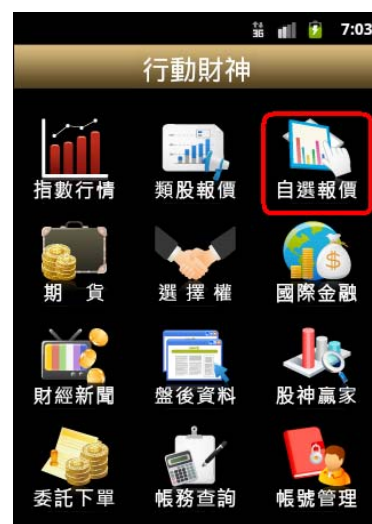 3G 7:03
行動財神
指數行情 類股報價 自選報價
期 貨 選 擇 權 國際金融
財經新聞 盤後資料 股神贏家
委託下單 帳務查詢 帳號管理